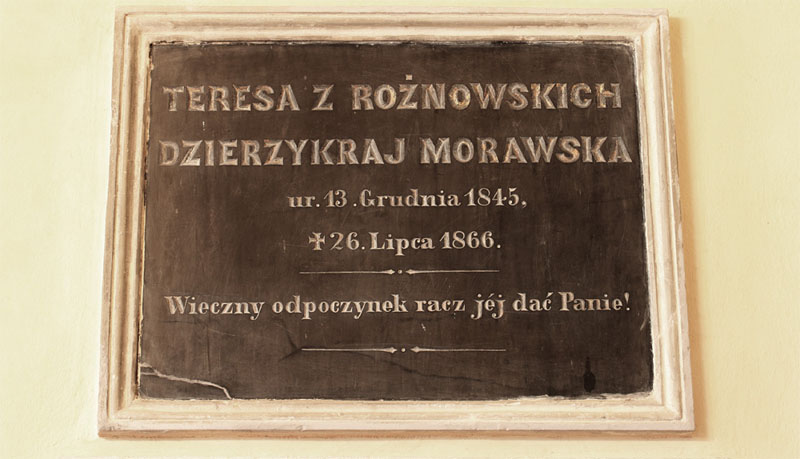 TERESA Z ROŻNOWSKICH
DZIERZYKRAJ MORAWSKA
ur. 13. Grudnia 1845,
✝ 26. Lipca 1866.
Wieczny odpoczynek racz jéj dać Panie!